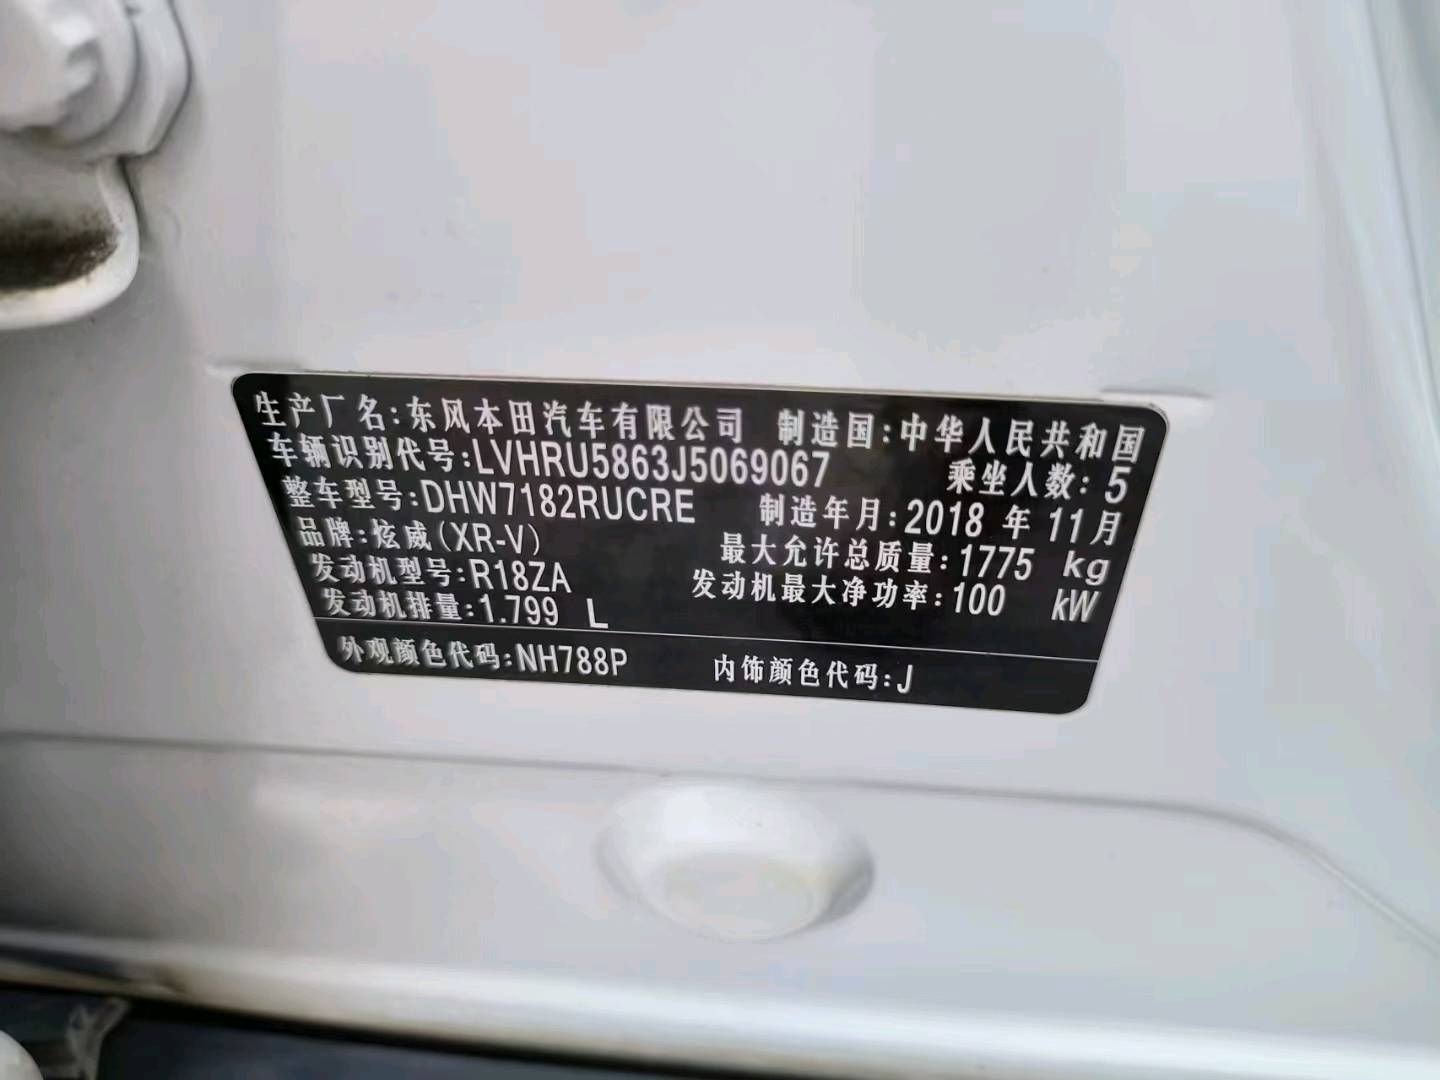 生产厂名:东风本田汽车有限公司 制造国:中华人民共和国
车辆识别代号:LVHRU5863J5069067 乘坐人数:5
整车型号:DHW7182RUCRE 制造年月:2018 年 11月
品牌:炫威(XR-V) 最大允许总质量:1775 kg
发动机型号:R18ZA 发动机最大净功率:100 kW
发动机排量:1.799 L
外观颜色代码:NH788P 内饰颜色代码:J